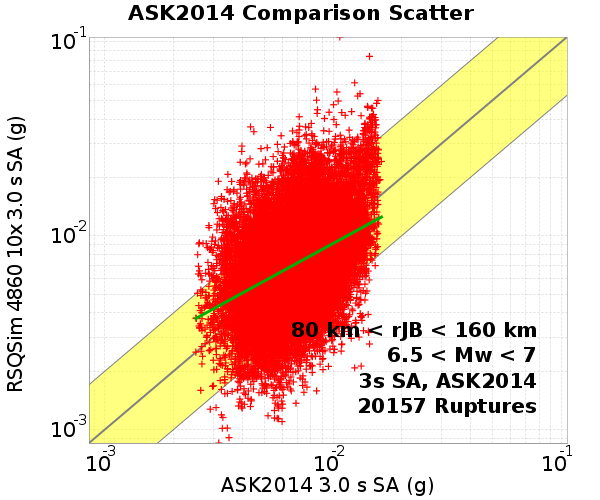 ASK2014 Comparison Scatter
RSQSim 4860 10x 3.0 s SA (g)
10-1
10-2
10-3
80 km < rJB < 160 km
6.5 < Mw < 7
3s SA, ASK2014
20157 Ruptures
10-3 10-2 10-1
ASK2014 3.0 s SA (g)